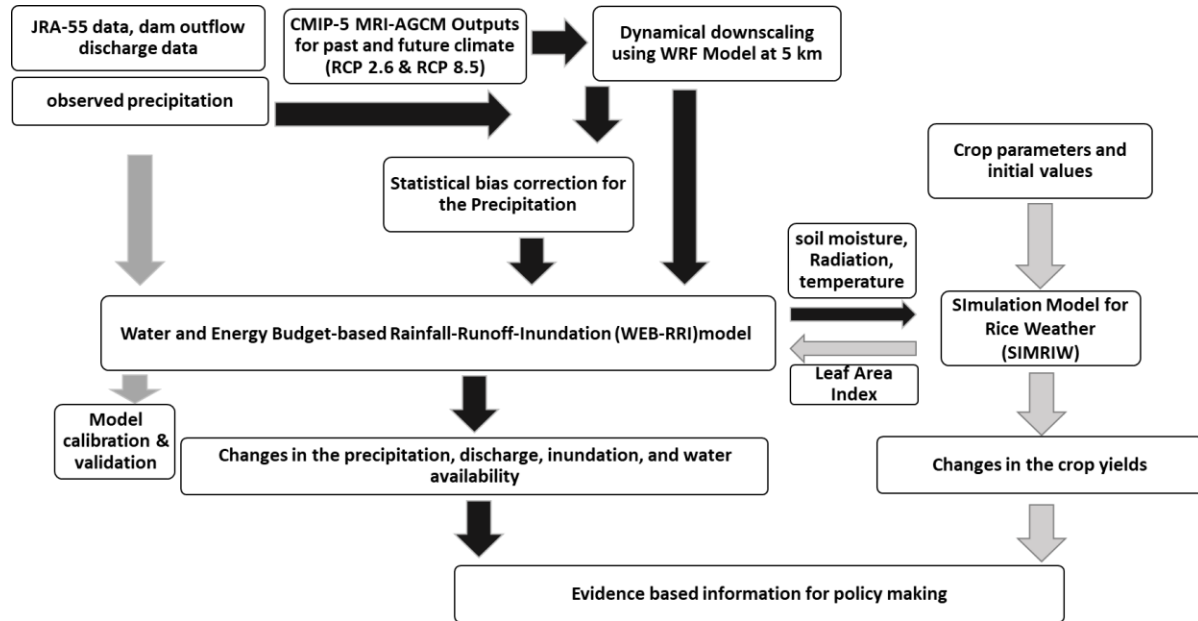 JRA-55 data, dam outflow
discharge data
CMIP-5 MRI-AGCM Outputs
for past and future climate
(RCP 2.6 & RCP 8.5)
Dynamical downscaling
using WRF Model at 5 km
observed precipitation
Crop parameters and
initial values
Statistical bias correction for
the Precipitation
soil moisture,
Radiation,
temperature
Water and Energy Budget-based Rainfall-Runoff-Inundation (WEB-RRI)model
SImulation Model for
Rice Weather
(SIMRIW)
Leaf Area
Index
Model
calibration &
validation
Changes in the precipitation, discharge, inundation, and water
availability
Changes in the crop yields
Evidence based information for policy making